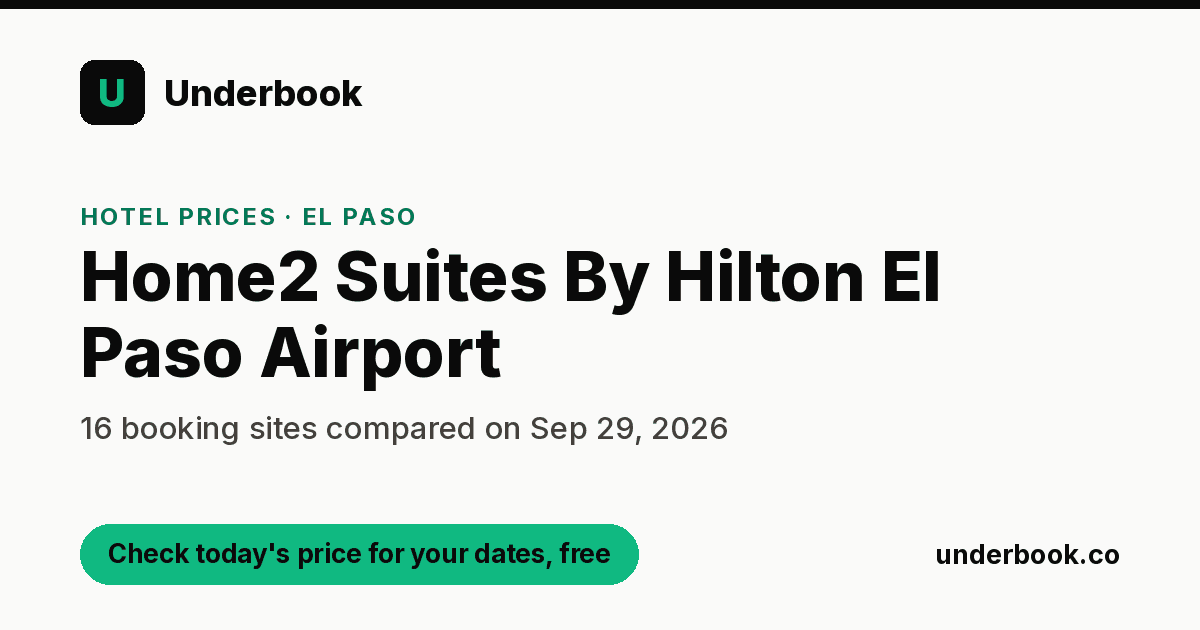 U Underbook
HOTEL PRICES · EL PASO
Home2 Suites By Hilton El
Paso Airport
16 booking sites compared on Sep 29, 2026
Check today's price for your dates, free
underbook.co